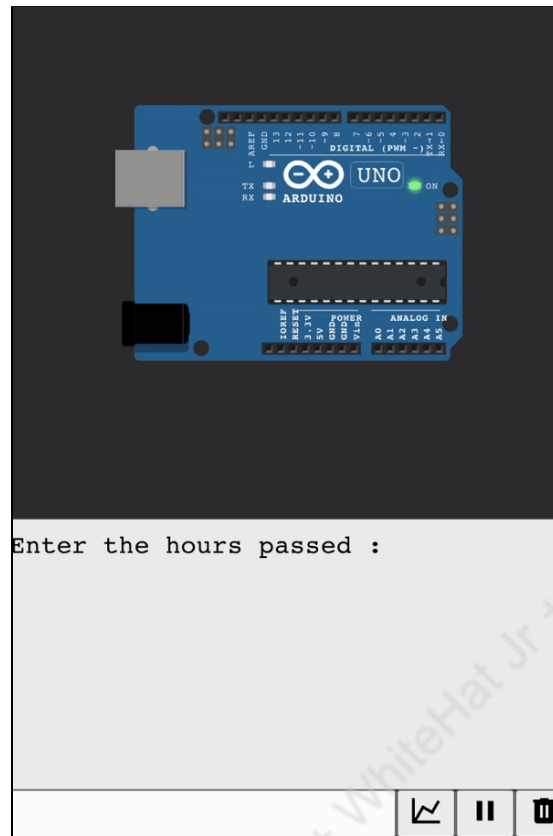 AREF
GND
13
12
~11
~10
~9
8
7
~6
~5
4
~3
2
TX→1
RX←0
DIGITAL (PWM ~)
L
TX
RX
UNO
ON
ARDUINO
IOREF
RESET
3.3V
5V
GND
GND
Vin
POWER
ANALOG IN
A0
A1
A2
A3
A4
A5
Enter the hours passed :
WhiteHat Jr